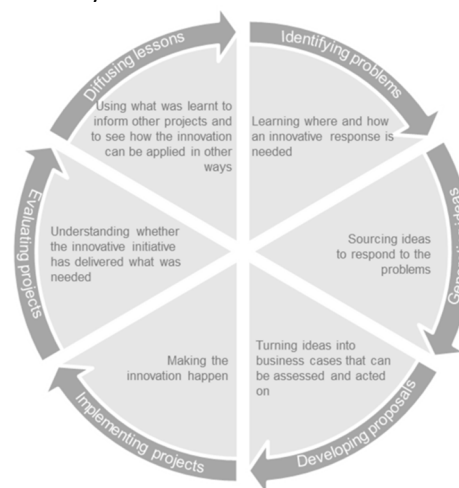 Identifying problems
Learning where and how
an innovative response is
needed
ideas
Sourcing ideas
to respond to the
problems
Developing proposals
Turning ideas into
business cases that can
be assessed and acted
on
Implementing projects
Making the
innovation happen
Evaluating projects
Understanding whether
the innovative initiative
has delivered what was
needed
Diffusing lessons
Using what was learnt to
inform other projects and
to see how the innovation
can be applied in other
ways